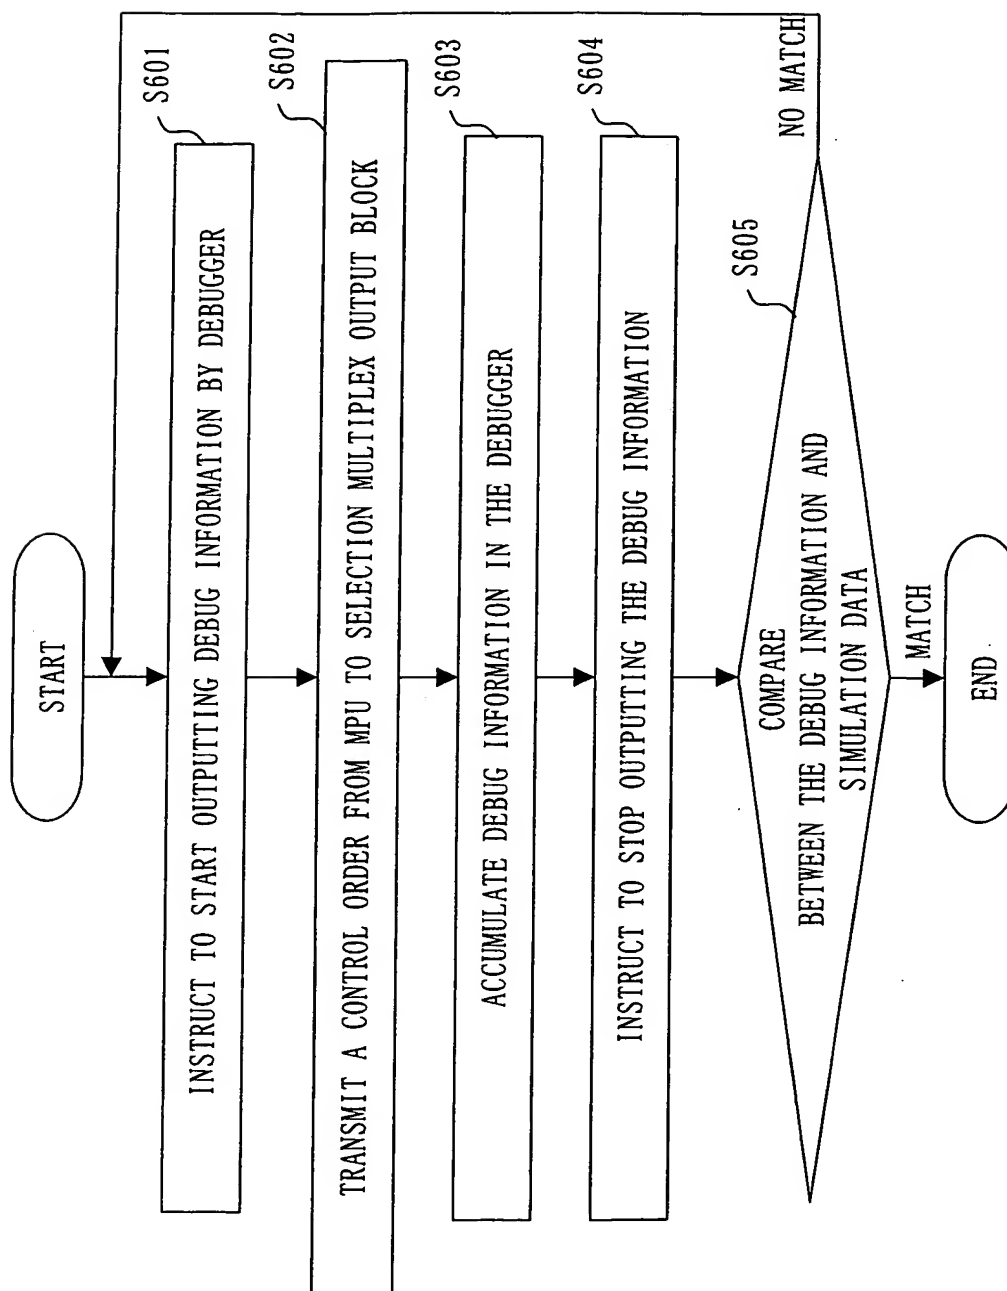 START
S601
INSTRUCT TO START OUTPUTTING DEBUG INFORMATION BY DEBUGGER
S602
TRANSMIT A CONTROL ORDER FROM MPU TO SELECTION MULTIPLEX OUTPUT BLOCK
S603
ACCUMULATE DEBUG INFORMATION IN THE DEBUGGER
S604
INSTRUCT TO STOP OUTPUTING THE DEBUG INFORMATION
S605
COMPARE
BETWEEN THE DEBUG INFORMATION AND
SIMULATION DATA
NO MATCH
MATCH
END